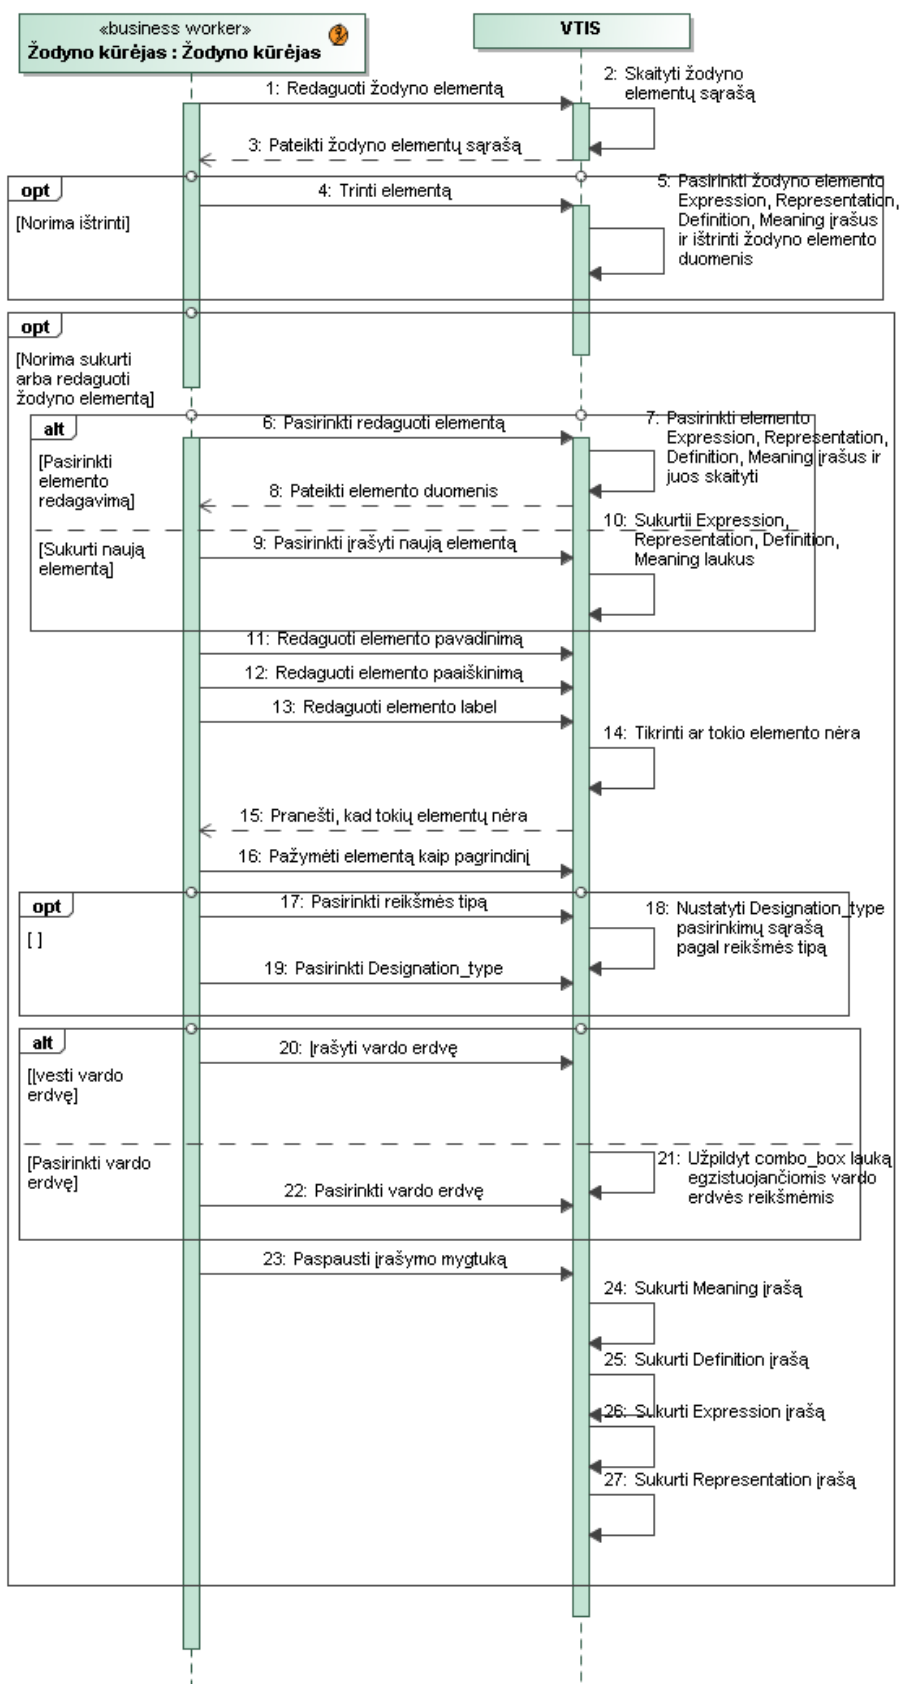 «business worker»
Žodyno kūrėjas : Žodyno kūrėjas
VTIS
1: Redaguoti žodyno elementą
2: Skaityti žodyno
elementų sąrašą
3: Pateikti žodyno elementų sąrašą
opt
[Norima ištrinti]
4: Trinti elementą
5: Pasirinkti žodyno elemento
Expression, Representation,
Definition, Meaning įrašus
ir ištrinti žodyno elemento
duomenis
opt
[Norima sukurti
arba redaguoti
žodyno elementą]
alt
[Pasirinkti
elemento
redagavimą]
6: Pasirinkti redaguoti elementą
7: Pasirinkti elemento
Expression, Representation,
Definition, Meaning įrašus ir
juos skaityti
8: Pateikti elemento duomenis
[Sukurti naują
elementą]
9: Pasirinkti įrašyti naują elementą
10: Sukurtii Expression,
Representation, Definition,
Meaning laukus
11: Redaguoti elemento pavadinimą
12: Redaguoti elemento paaiškinimą
13: Redaguoti elemento label
14: Tikrinti ar tokio elemento nėra
15: Pranešti, kad tokių elementų nėra
16: Pažymėti elementą kaip pagrindinį
opt
[ ]
17: Pasirinkti reikšmės tipą
18: Nustatyti Designation_type
pasirinkimų sąrašą
pagal reikšmės tipą
19: Pasirinkti Designation_type
alt
[Įvesti vardo
erdvę]
20: Įrašyti vardo erdvę
[Pasirinkti vardo
erdvę]
21: Užpildyt combo_box lauką
egzistuojančiomis vardo
erdvės reikšmėmis
22: Pasirinkti vardo erdvę
23: Paspausti įrašymo mygtuką
24: Sukurti Meaning įrašą
25: Sukurti Definition įrašą
26: Sukurti Expression įrašą
27: Sukurti Representation įrašą